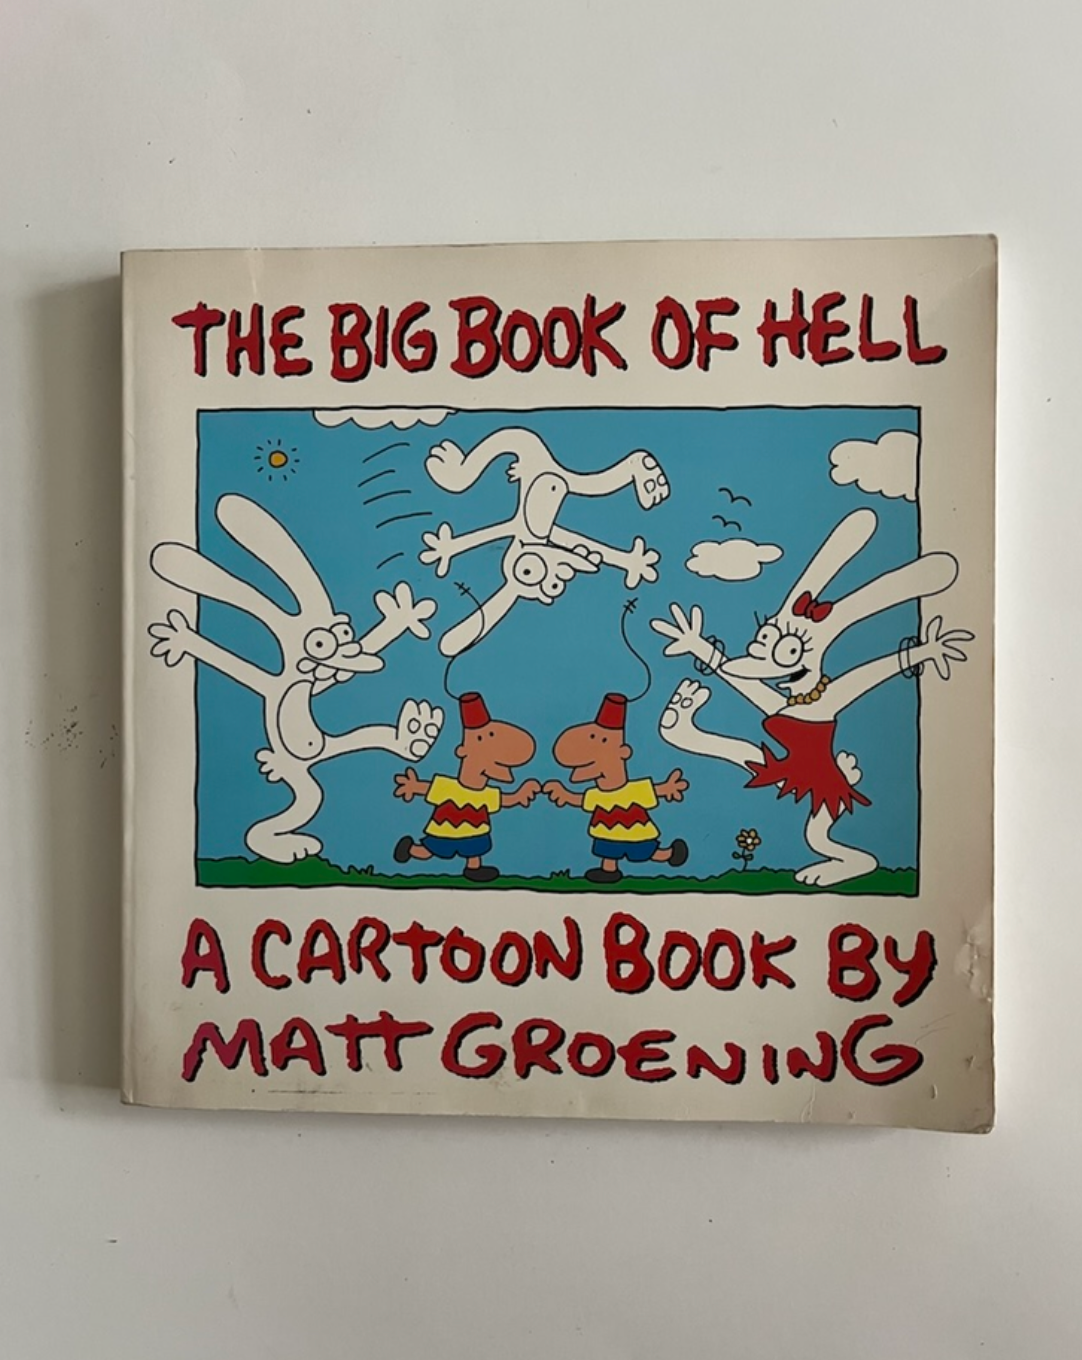 THE BIG BOOK OF HELL
A CARTOON BOOK BY
MATT GROENING